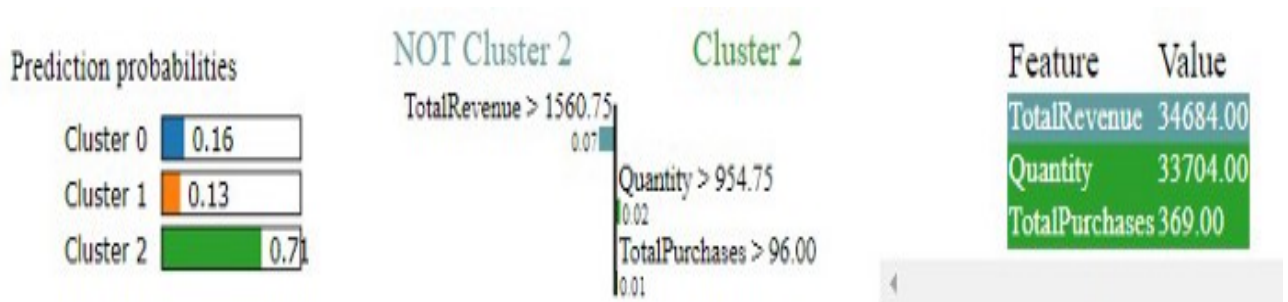 Prediction probabilities
Cluster 0 0.16
Cluster 1 0.13
Cluster 2 0.71
NOT Cluster 2 Cluster 2
TotalRevenue > 1560.75
0.07
Quantity > 954.75
0.02
TotalPurchases > 96.00
0.01
Feature Value
TotalRevenue 34684.00
Quantity 33704.00
TotalPurchases 369.00